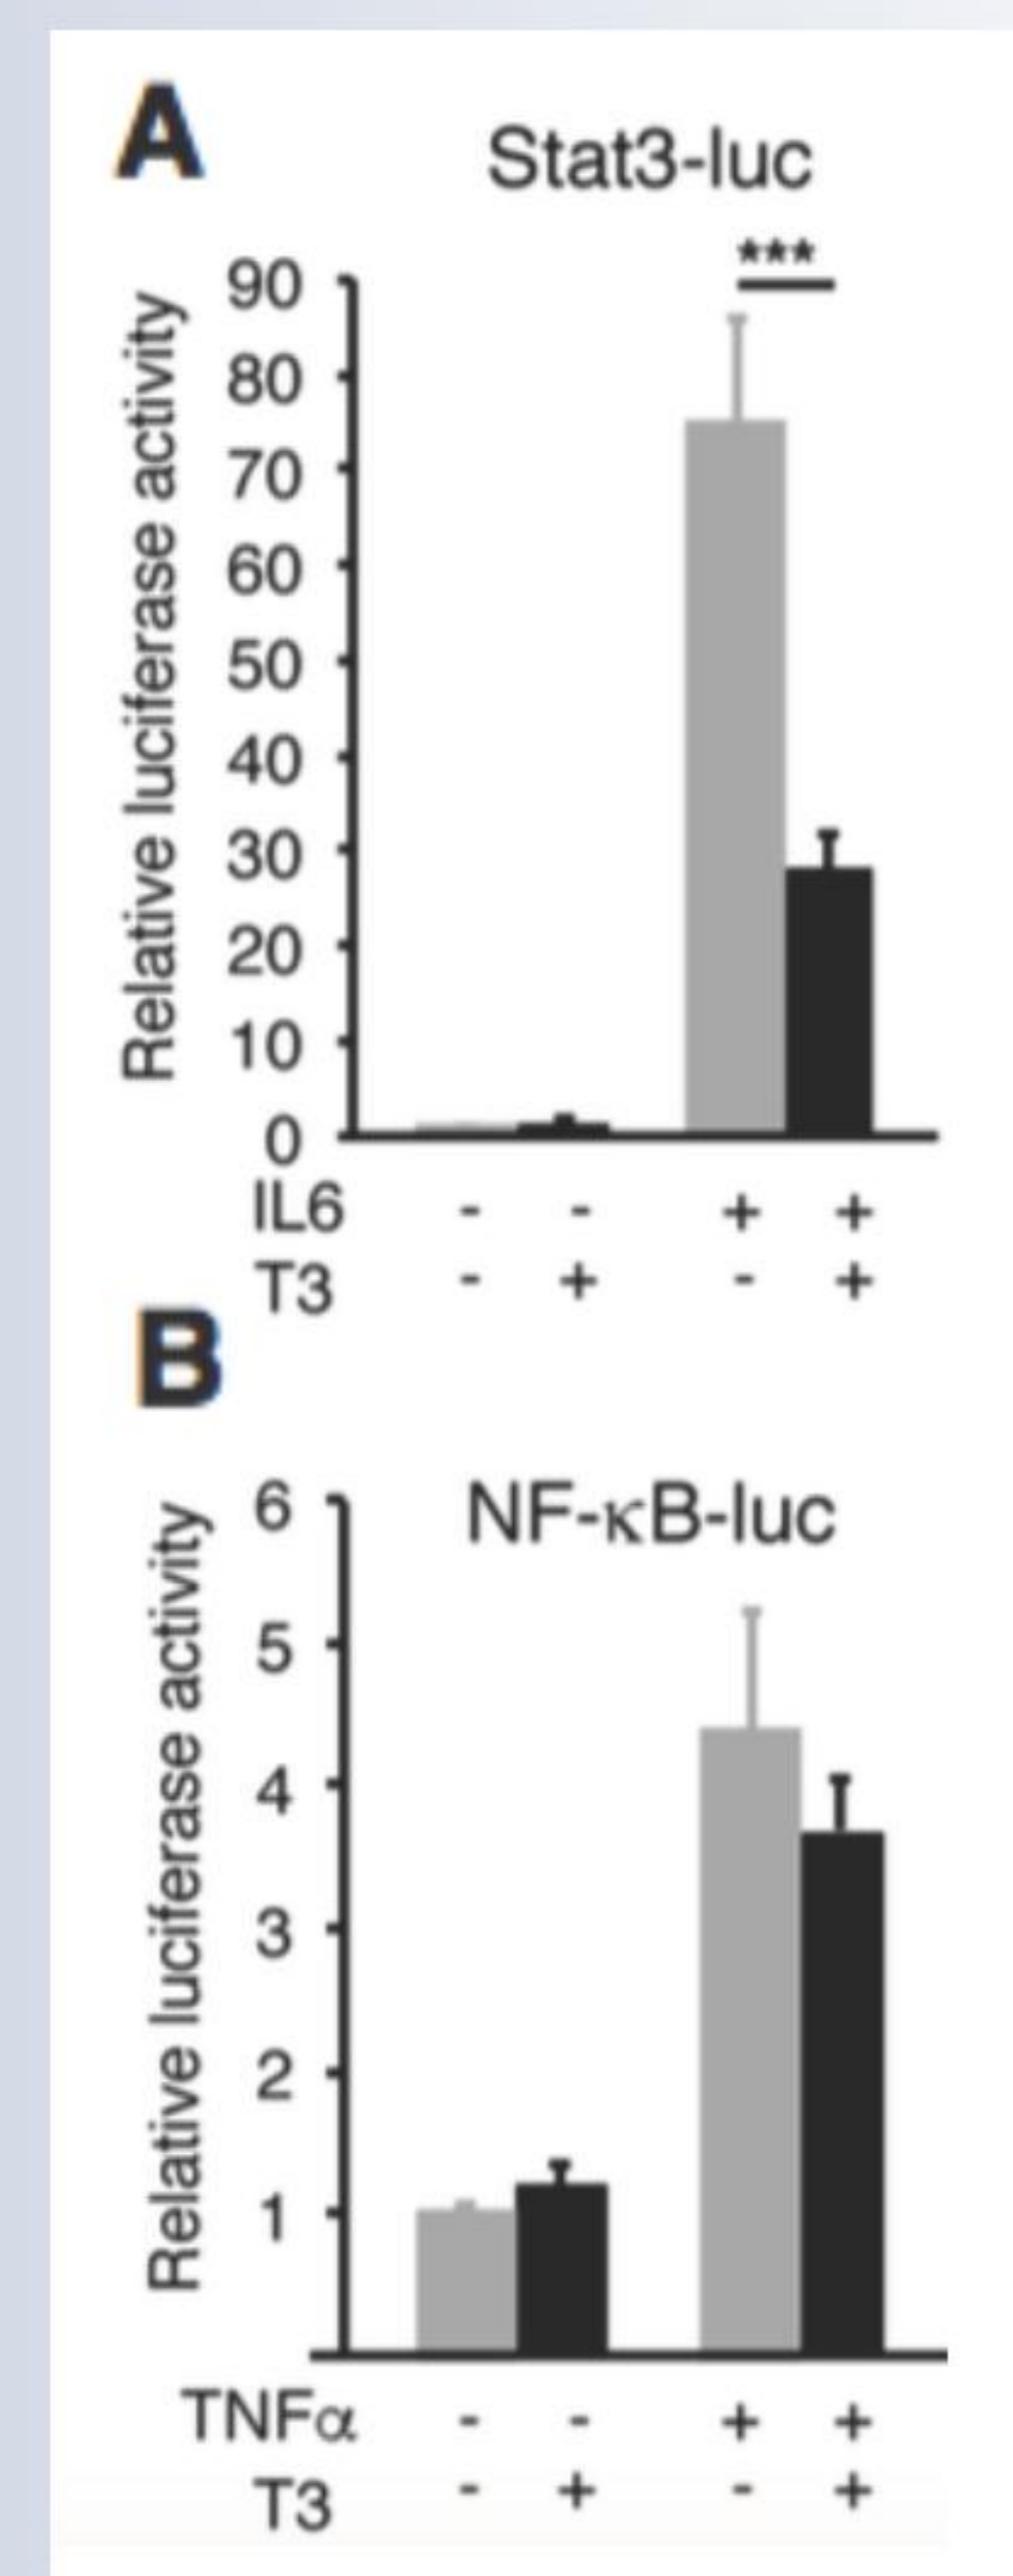 A
Stat3-luc
***
Relative luciferase activity
90
80
70
60
50
40
30
20
10
0
IL6 - - + +
T3 - + - +
B
NF-κB-luc
Relative luciferase activity
6
5
4
3
2
1
TNFα - - + +
T3 - + - +